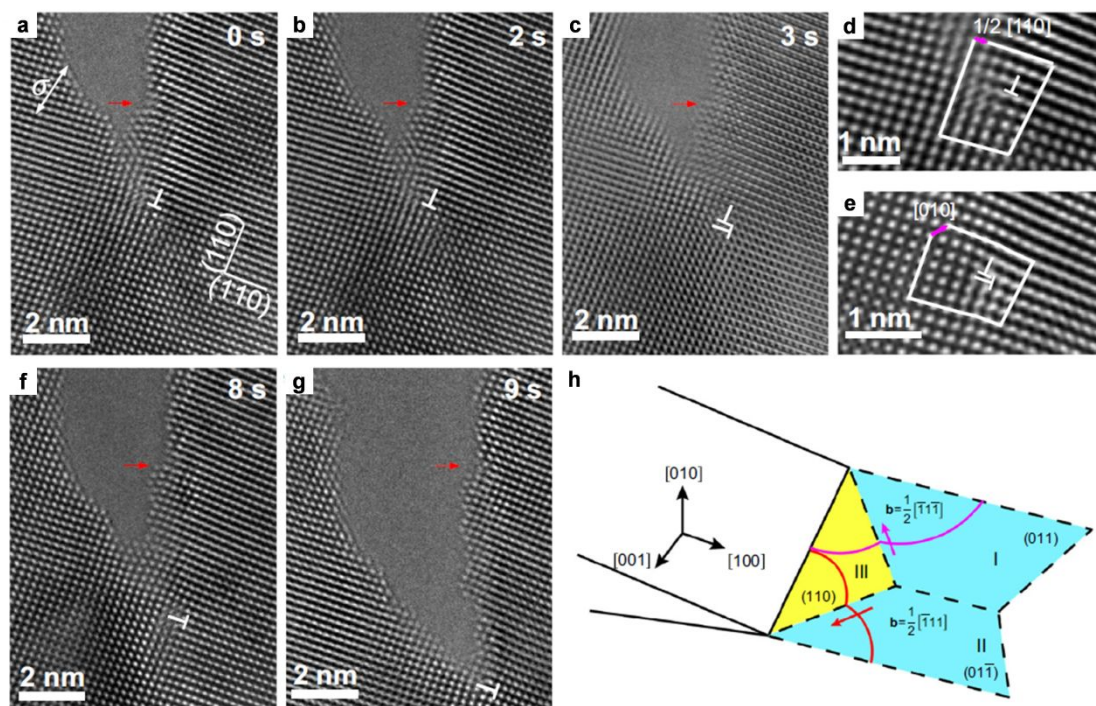 a
0 s
σ
(110)
(1̄10)
2 nm
b
2 s
2 nm
c
3 s
2 nm
d
1/2 [110]
1 nm
e
[010]
1 nm
f
8 s
2 nm
g
9 s
2 nm
h
[010]
[001]
[100]
b=1/2[1̄11̄]
(011)
I
III
(110)
b=1/2[1̄11]
II
(011̄)